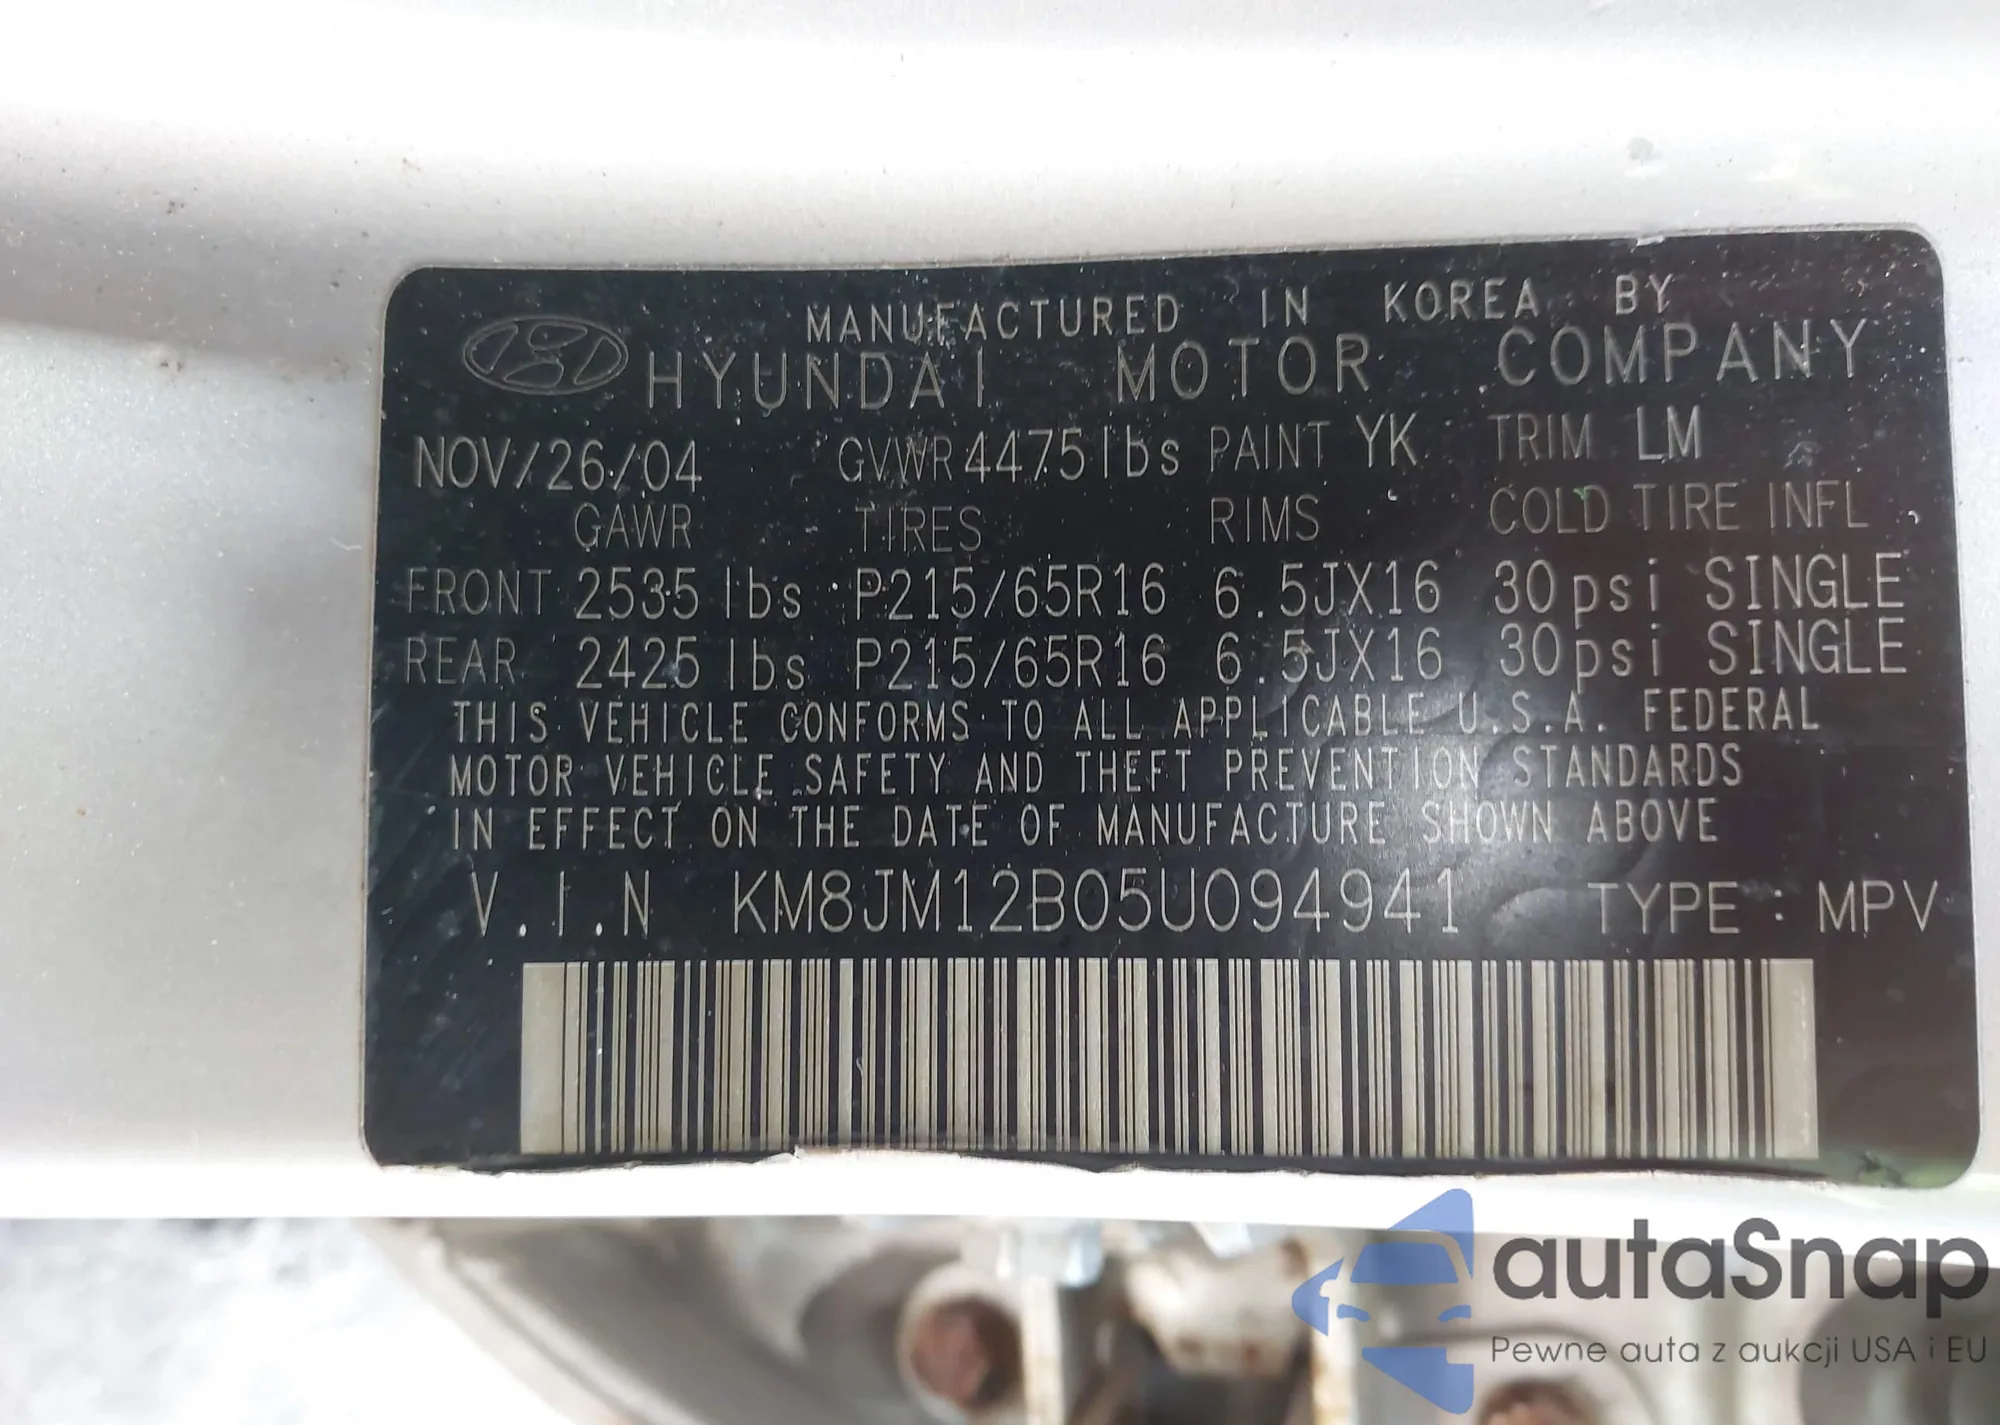 MANUFACTURED IN KOREA BY
HYUNDAI MOTOR COMPANY
NOV/26/04 GVWR 4475 lbs PAINT YK TRIM LM
GAWR TIRES RIMS COLD TIRE INFL
FRONT 2535 lbs P215/65R16 6.5JX16 30psi SINGLE
REAR 2425 lbs P215/65R16 6.5JX16 30psi SINGLE
THIS VEHICLE CONFORMS TO ALL APPLICABLE U.S.A. FEDERAL
MOTOR VEHICLE SAFETY AND THEFT PREVENTION STANDARDS
IN EFFECT ON THE DATE OF MANUFACTURE SHOWN ABOVE
V.I.N KM8JM12B05U094941 TYPE : MPV
autaSnap
Pewne auta z aukcji USA i EU